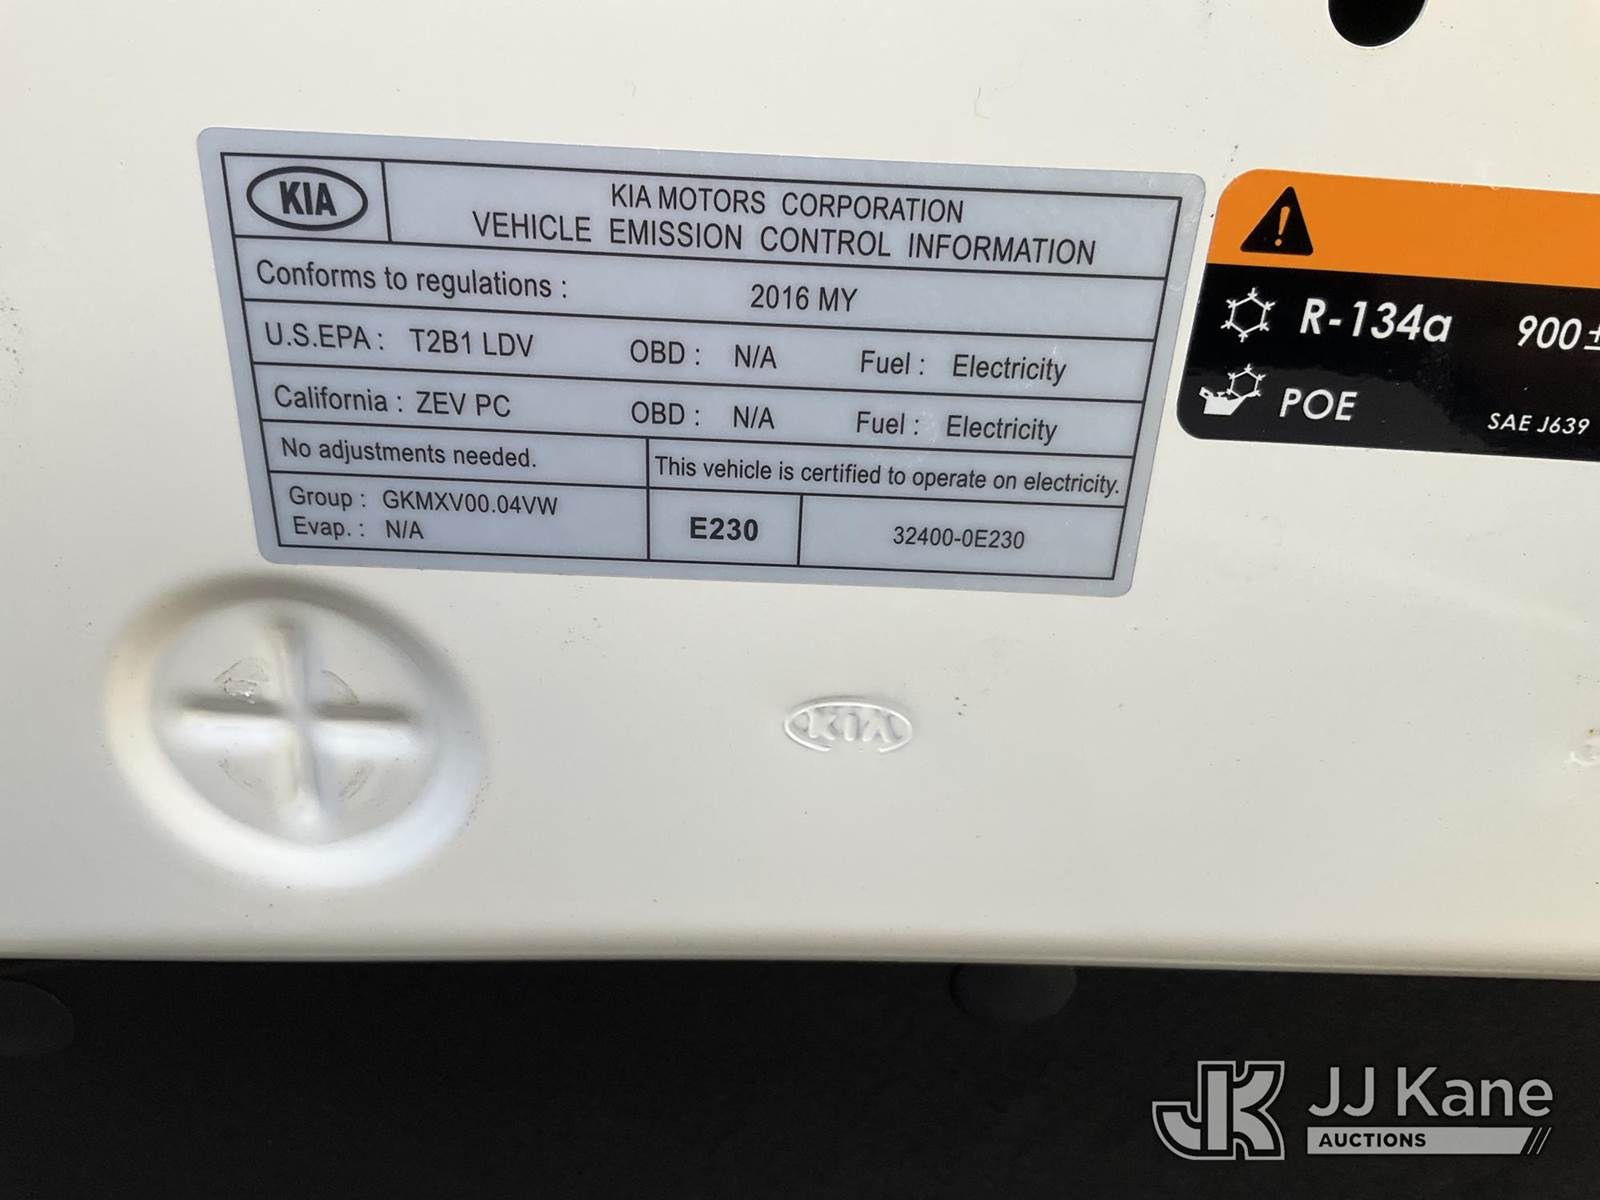 KIA
KIA MOTORS CORPORATION
VEHICLE EMISSION CONTROL INFORMATION
Conforms to regulations : 2016 MY
U.S.EPA : T2B1 LDV OBD : N/A Fuel : Electricity
California : ZEV PC OBD : N/A Fuel : Electricity
No adjustments needed.
This vehicle is certified to operate on electricity.
Group : GKMXV00.04VW
Evap. : N/A
E230
32400-0E230
R-134a 900±
POE SAE J639
KIA
JK JJ Kane
AUCTIONS